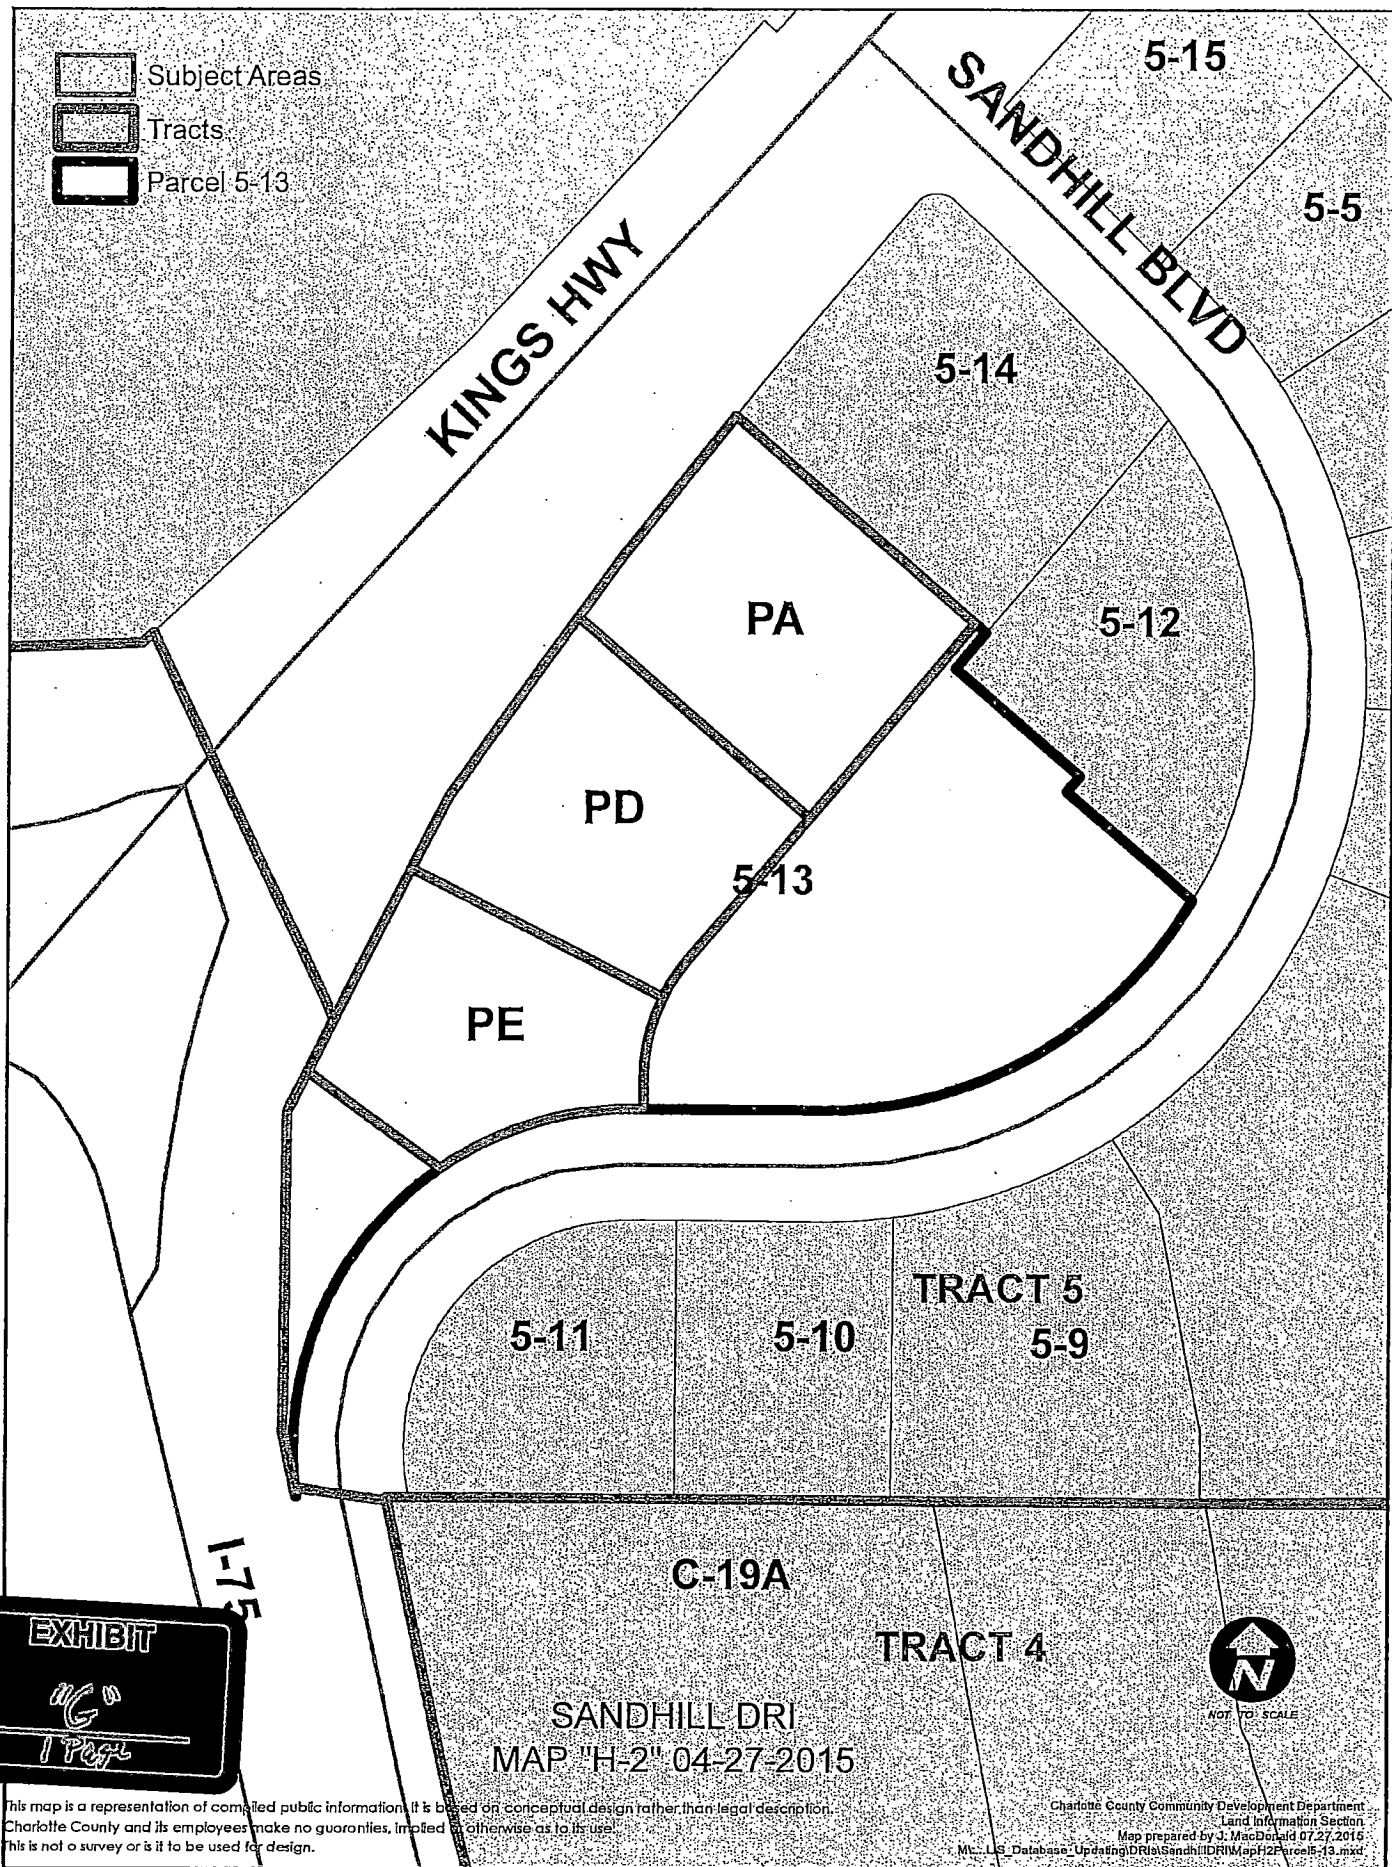 Subject Areas
Tracts
Parcel 5-13
5-15
SANDHILL BLVD
5-5
KINGS HWY
5-14
PA
5-12
PD
5-13
PE
TRACT 5
5-11
5-10
5-9
I-75
C-19A
TRACT 4
EXHIBIT
"G"
1 Page
N
NOT TO SCALE
SANDHILL DRI
MAP "H-2" 04-27-2015
This map is a representation of compiled public information. It is based on conceptual design rather than legal description.
Charlotte County and its employees make no guaranties, implied or otherwise as to its use.
This is not a survey or is it to be used for design.
Charlotte County Community Development Department
Land Information Section
Map prepared by J. MacDonald 07.27.2015